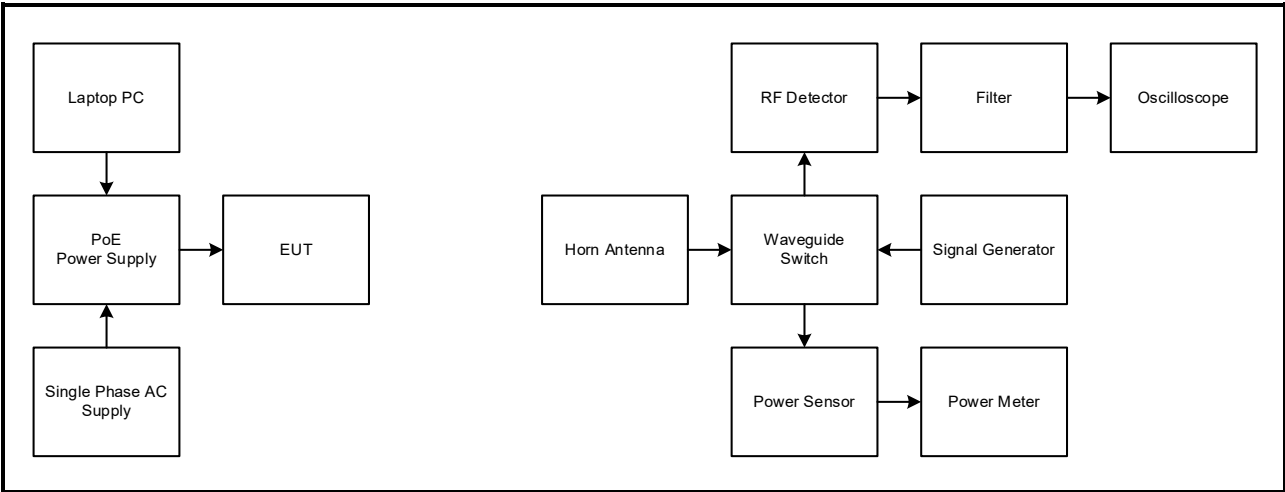 Laptop PC
RF Detector
Filter
Oscilloscope
PoE
Power Supply
EUT
Horn Antenna
Waveguide
Switch
Signal Generator
Single Phase AC
Supply
Power Sensor
Power Meter